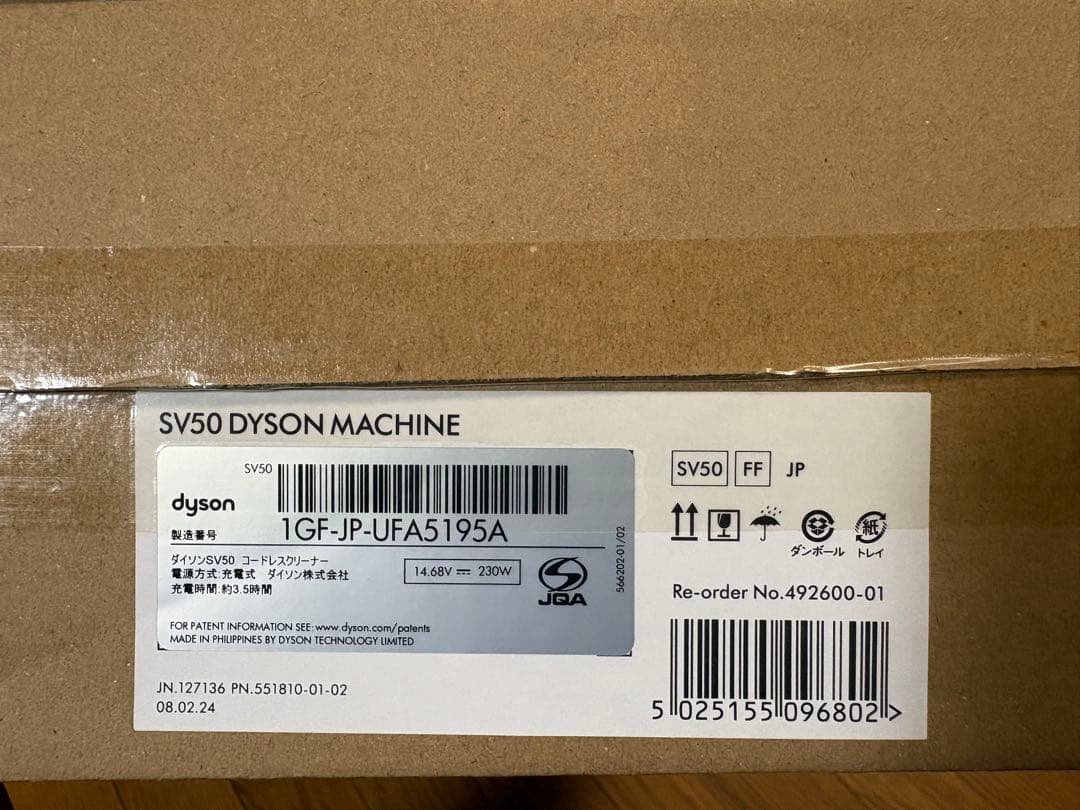 SV50 DYSON MACHINE
SV50
dyson
製造番号 1GF-JP-UFA5195A
ダイソンSV50 コードレスクリーナー
電源方式:充電式 ダイソン株式会社
充電時間:約3.5時間
14.68V ⎓ 230W
JQA
566202-01/02
FOR PATENT INFORMATION SEE: www.dyson.com/patents
MADE IN PHILIPPINES BY DYSON TECHNOLOGY LIMITED
JN.127136 PN.551810-01-02
08.02.24
SV50 FF JP
紙
ダンボール トレイ
Re-order No.492600-01
5 025155 096802 >